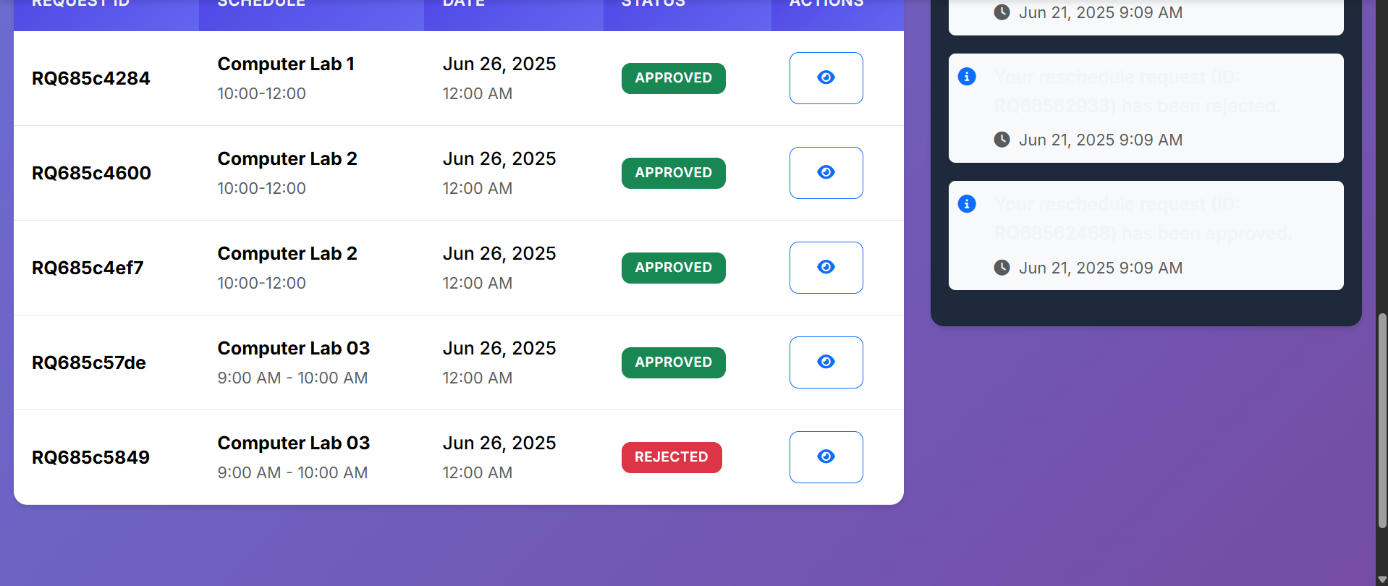 REQUEST ID SCHEDULE DATE STATUS ACTIONS
RQ685c4284
Computer Lab 1
10:00-12:00
Jun 26, 2025
12:00 AM
APPROVED
RQ685c4600
Computer Lab 2
10:00-12:00
Jun 26, 2025
12:00 AM
APPROVED
RQ685c4ef7
Computer Lab 2
10:00-12:00
Jun 26, 2025
12:00 AM
APPROVED
RQ685c57de
Computer Lab 03
9:00 AM - 10:00 AM
Jun 26, 2025
12:00 AM
APPROVED
RQ685c5849
Computer Lab 03
9:00 AM - 10:00 AM
Jun 26, 2025
12:00 AM
REJECTED
Jun 21, 2025 9:09 AM
Your reschedule request (ID:
RQ68562933) has been rejected.
Jun 21, 2025 9:09 AM
Your reschedule request (ID:
RQ68562468) has been approved.
Jun 21, 2025 9:09 AM